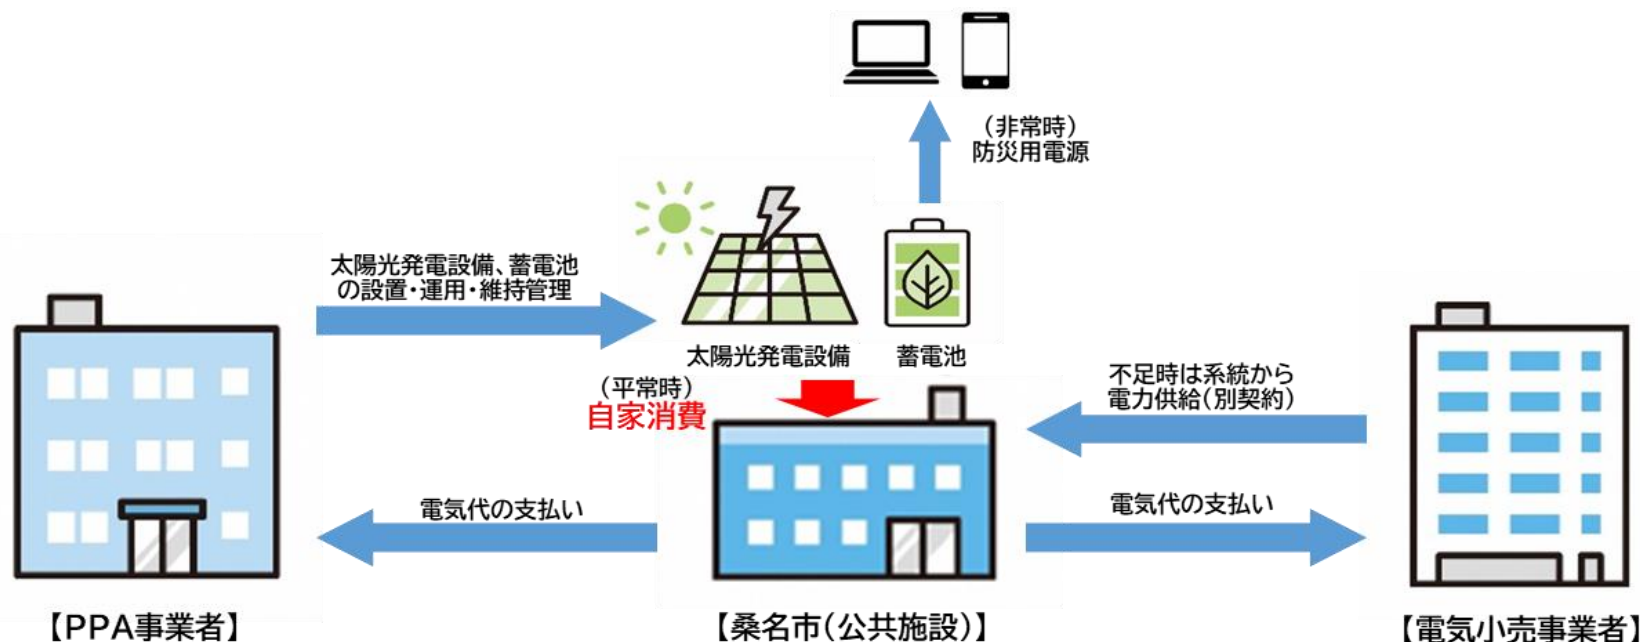 （非常時）
防災用電源
太陽光発電設備、蓄電池
の設置・運用・維持管理
太陽光発電設備
蓄電池
（平常時）
自家消費
不足時は系統から
電力供給（別契約）
電気代の支払い
電気代の支払い
【PPA事業者】
【桑名市（公共施設）】
【電気小売事業者】